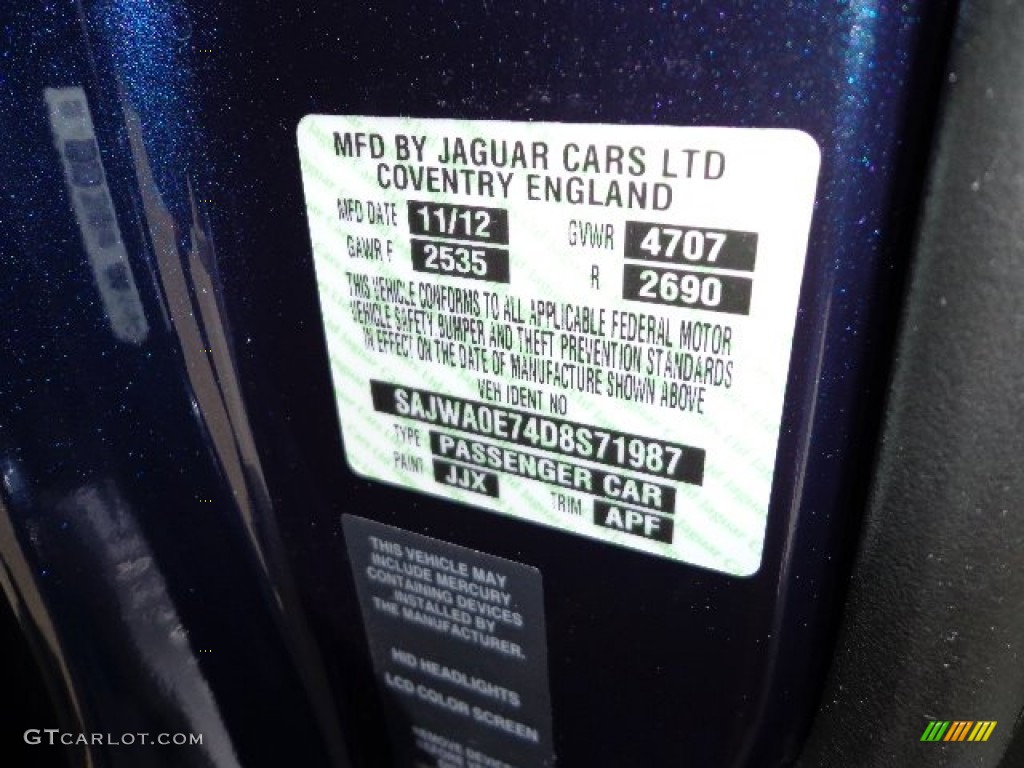 MFD BY JAGUAR CARS LTD
COVENTRY ENGLAND
MFD DATE 11/12 GVWR 4707
GAWR F 2535 R 2690
THIS VEHICLE CONFORMS TO ALL APPLICABLE FEDERAL MOTOR
VEHICLE SAFETY BUMPER AND THEFT PREVENTION STANDARDS
IN EFFECT ON THE DATE OF MANUFACTURE SHOWN ABOVE
VEH IDENT NO
SAJWA0E74D8S71987
TYPE PASSENGER CAR
PAINT JJX TRIM APF
THIS VEHICLE MAY
INCLUDE MERCURY
CONTAINING DEVICES
INSTALLED BY
THE MANUFACTURER.
HID HEADLIGHTS
LCD COLOR SCREEN
GTCARLOT.COM